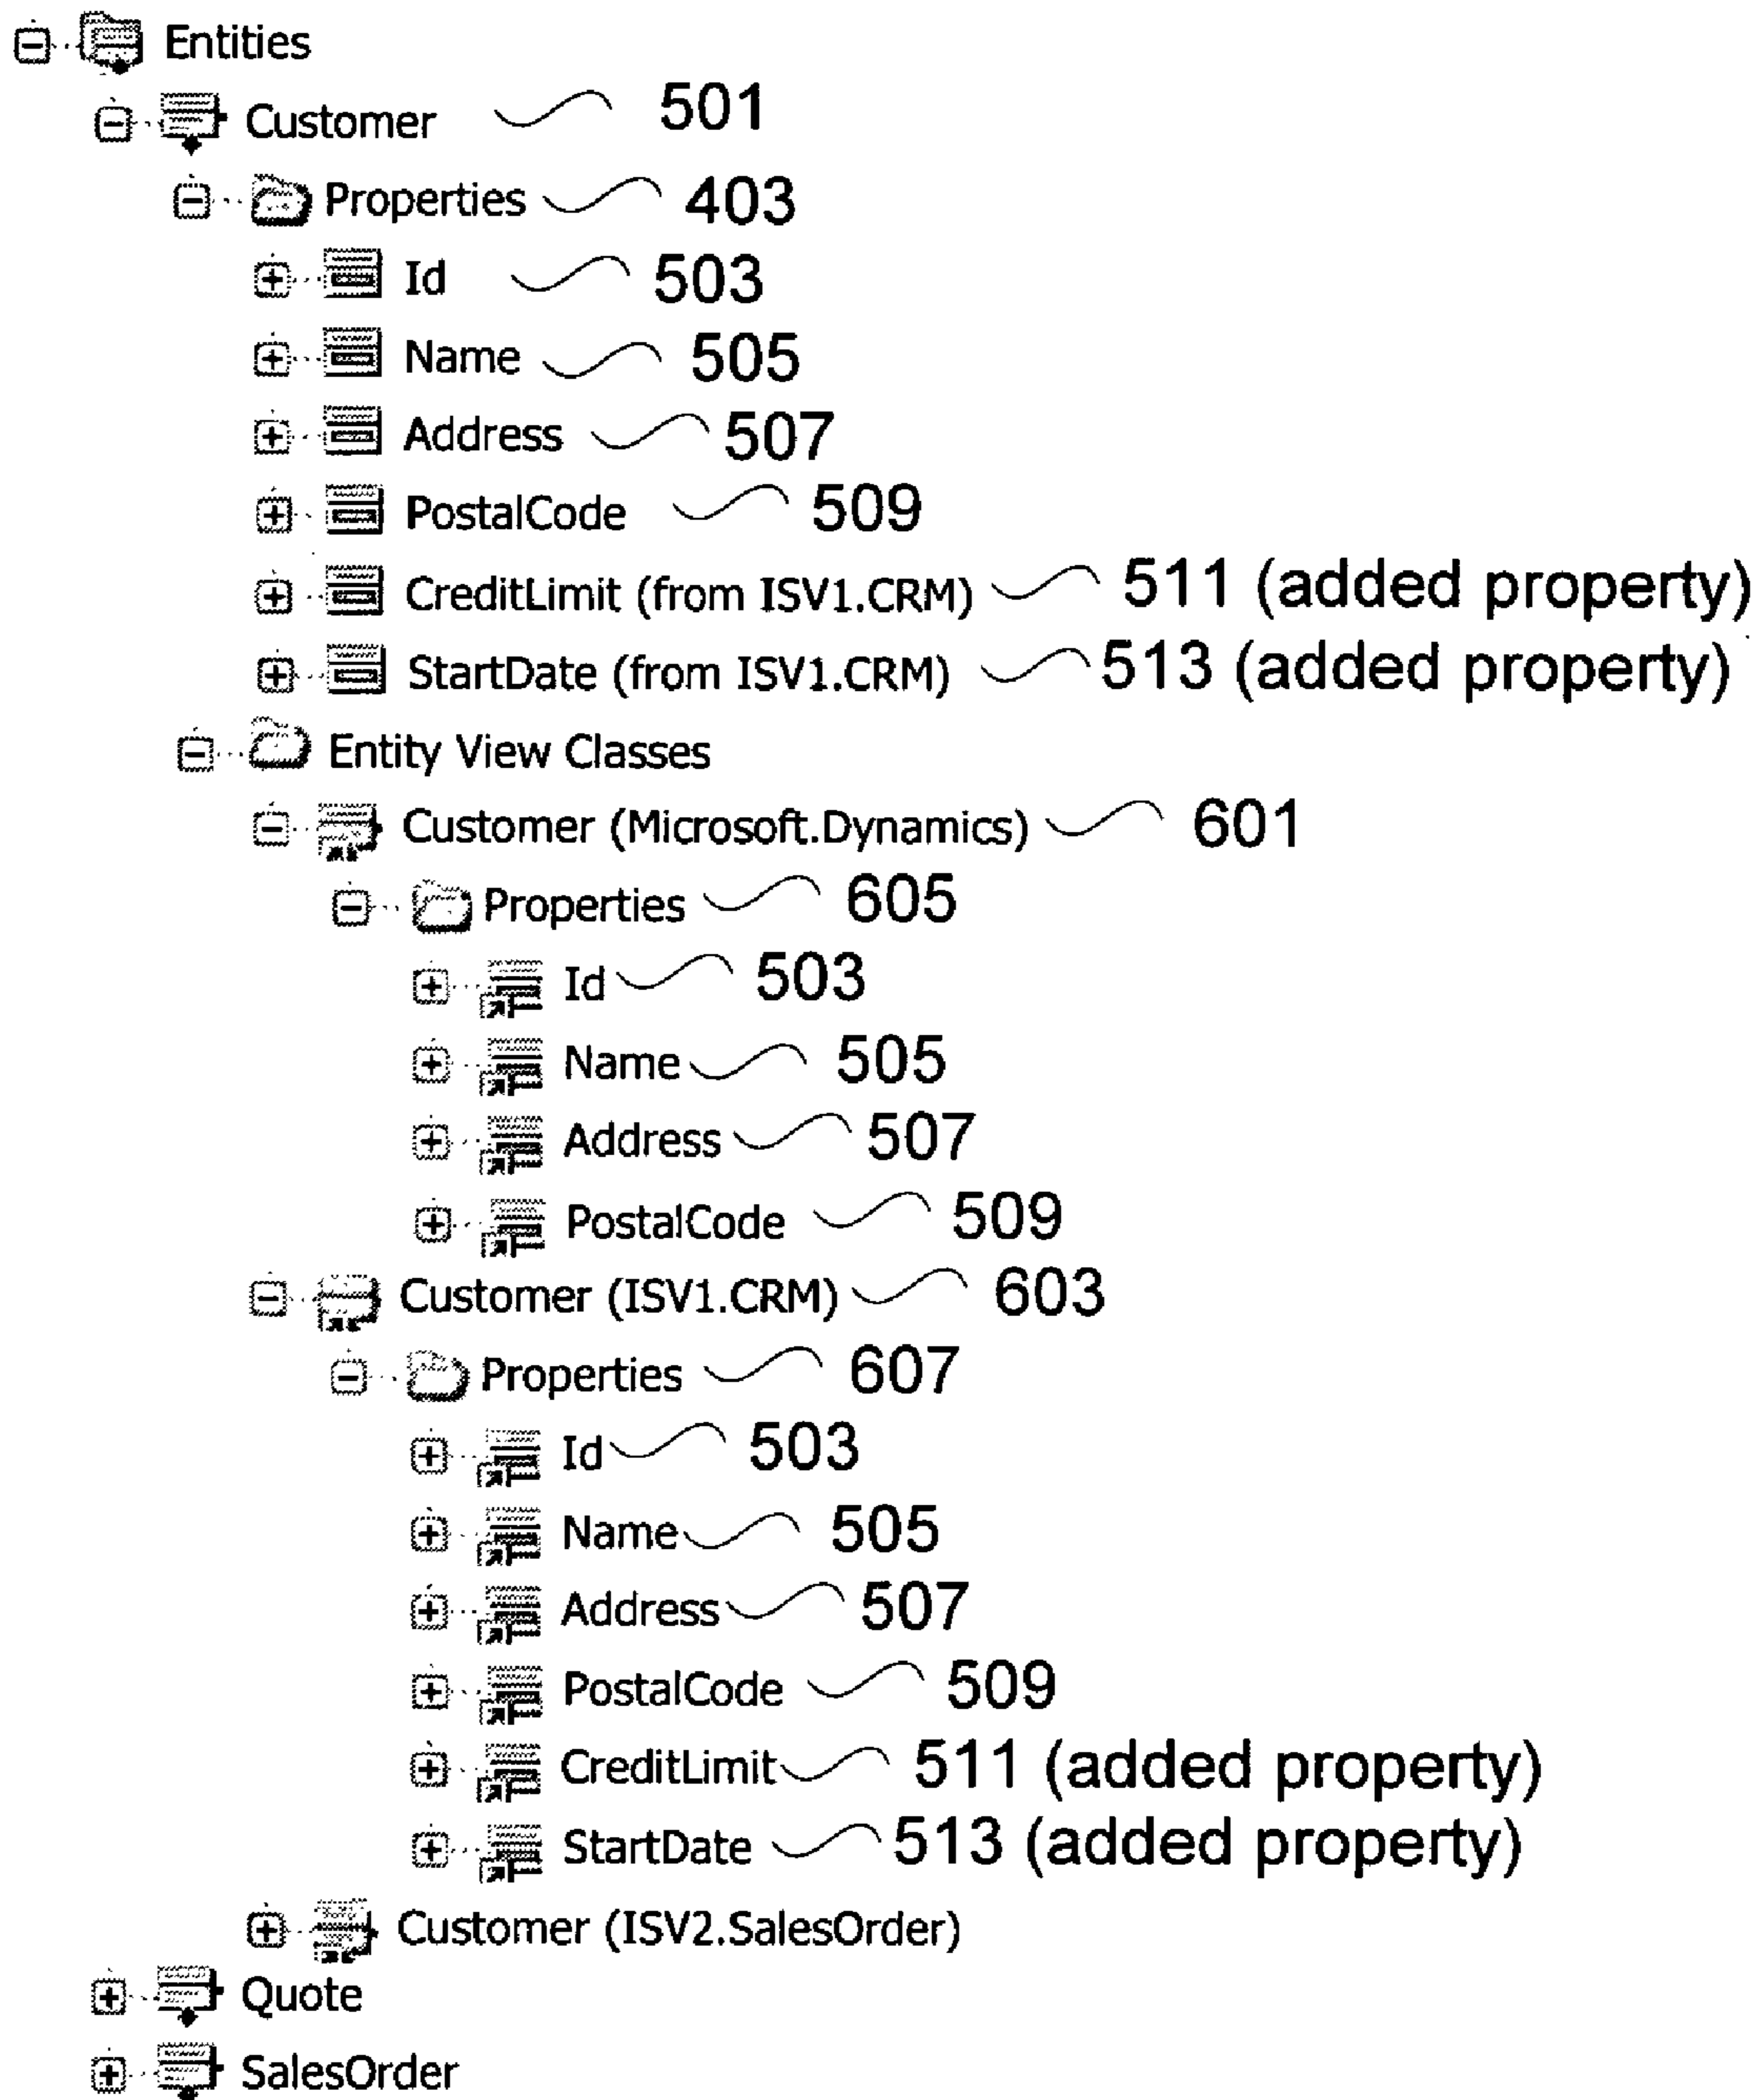 Entities
Customer 501
Properties 403
Id 503
Name 505
Address 507
PostalCode 509
CreditLimit (from ISV1.CRM) 511 (added property)
StartDate (from ISV1.CRM) 513 (added property)
Entity View Classes
Customer (Microsoft.Dynamics) 601
Properties 605
Id 503
Name 505
Address 507
PostalCode 509
Customer (ISV1.CRM) 603
Properties 607
Id 503
Name 505
Address 507
PostalCode 509
CreditLimit 511 (added property)
StartDate 513 (added property)
Customer (ISV2.SalesOrder)
Quote
SalesOrder